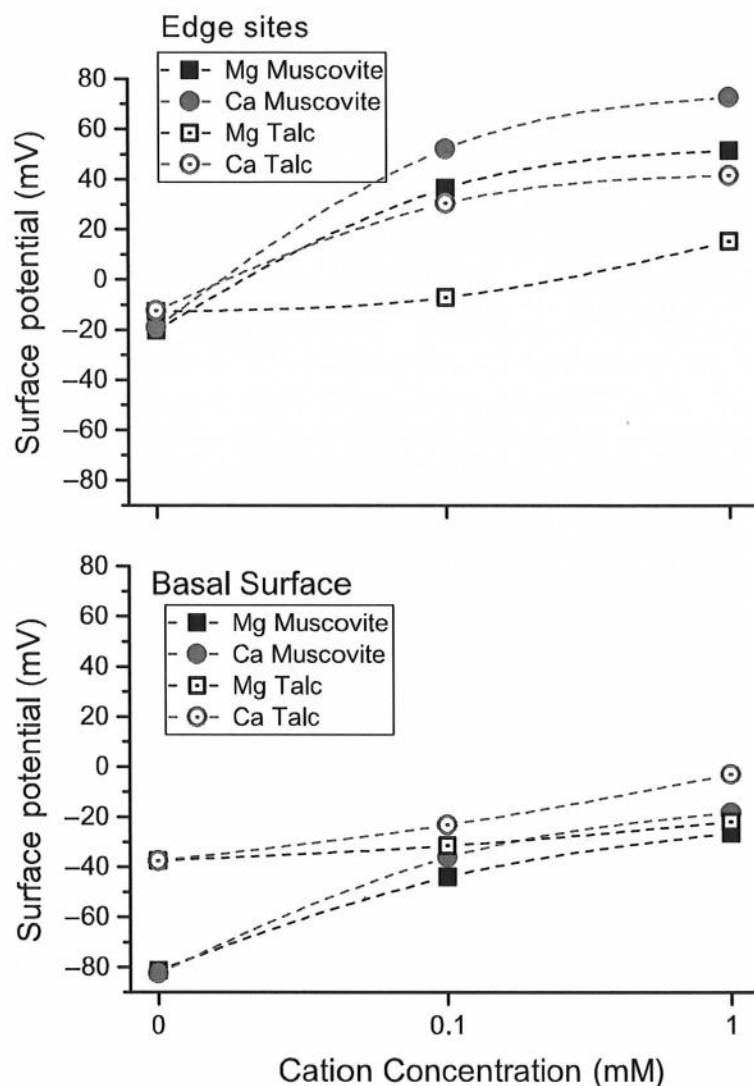 Edge sites
Mg Muscovite
Ca Muscovite
Mg Talc
Ca Talc
80
60
40
20
0
–20
–40
–60
–80
Surface potential (mV)
Basal Surface
Mg Muscovite
Ca Muscovite
Mg Talc
Ca Talc
80
60
40
20
0
–20
–40
–60
–80
Surface potential (mV)
0 0.1 1
Cation Concentration (mM)